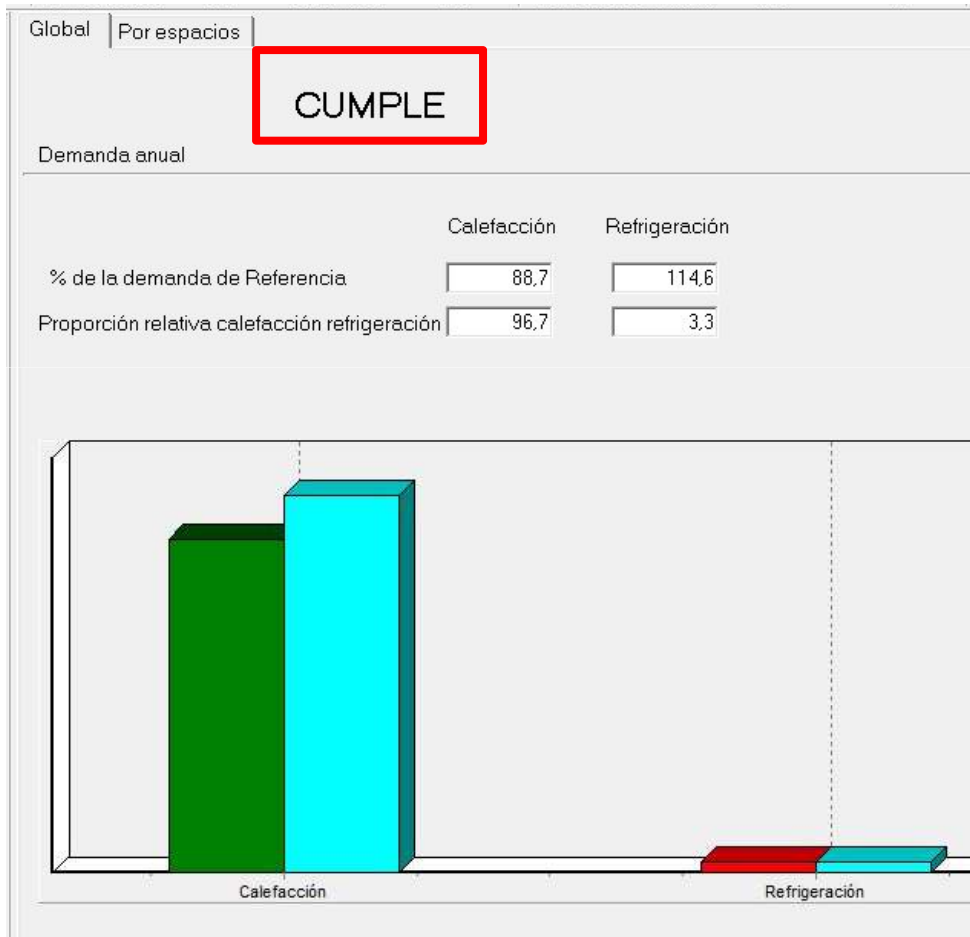 Global Por espacios
CUMPLE
Demanda anual
Calefacción Refrigeración
% de la demanda de Referencia 88,7 114,6
Proporción relativa calefacción refrigeración 96,7 3,3
Calefacción Refrigeración